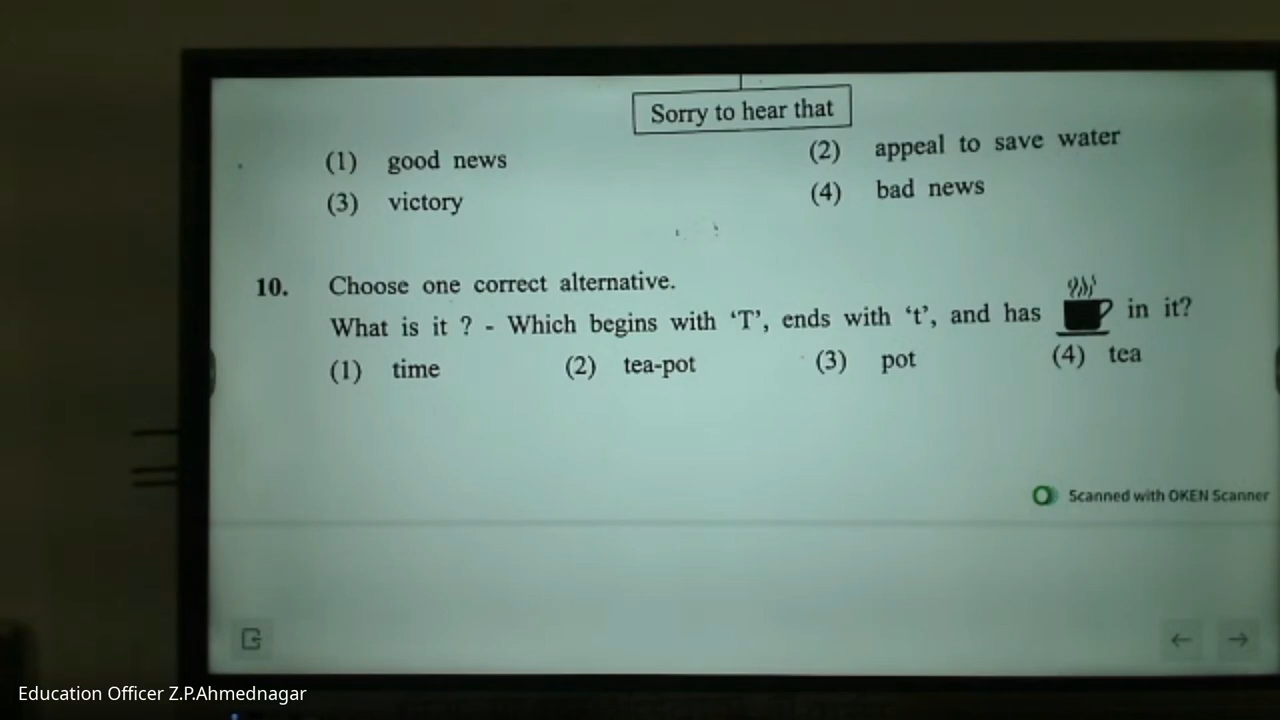 Sorry to hear that
(1) good news (2) appeal to save water
(3) victory (4) bad news
10. Choose one correct alternative.
What is it ? - Which begins with ‘T’, ends with ‘t’, and has in it?
(1) time (2) tea-pot (3) pot (4) tea
Scanned with OKEN Scanner
Education Officer Z.P.Ahmednagar